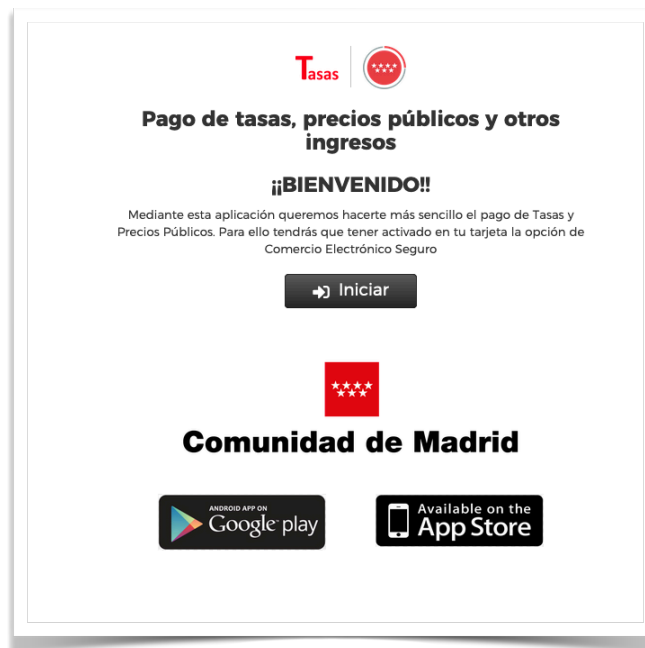 Tasas
Pago de tasas, precios públicos y otros
ingresos
¡¡BIENVENIDO!!
Mediante esta aplicación queremos hacerte más sencillo el pago de Tasas y
Precios Públicos. Para ello tendrás que tener activado en tu tarjeta la opción de
Comercio Electrónico Seguro
Iniciar
Comunidad de Madrid
ANDROID APP ON
Google play
Available on the
App Store